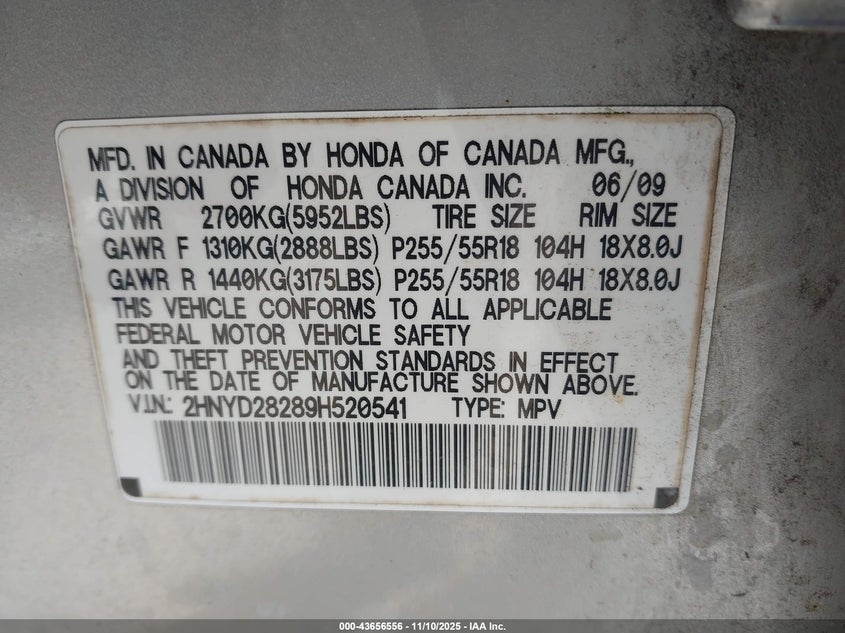 MFD. IN CANADA BY HONDA OF CANADA MFG.,
A DIVISION OF HONDA CANADA INC. 06/09
GVWR 2700KG(5952LBS) TIRE SIZE RIM SIZE
GAWR F 1310KG(2888LBS) P255/55R18 104H 18X8.0J
GAWR R 1440KG(3175LBS) P255/55R18 104H 18X8.0J
THIS VEHICLE CONFORMS TO ALL APPLICABLE
FEDERAL MOTOR VEHICLE SAFETY
AND THEFT PREVENTION STANDARDS IN EFFECT
ON THE DATE OF MANUFACTURE SHOWN ABOVE.
V.I.N.: 2HNYD28289H520541 TYPE: MPV
000-43656556 — 11/10/2025 — IAA Inc.